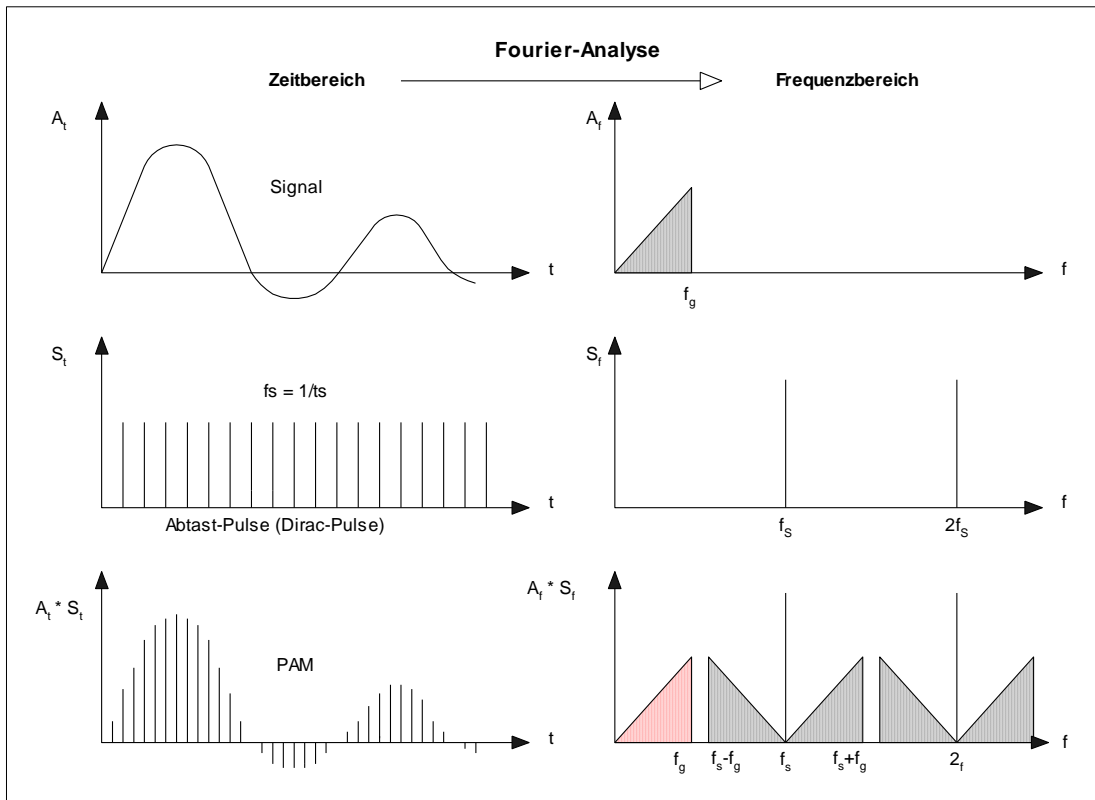 Fourier-Analyse
Zeitbereich
Frequenzbereich
A_t
Signal
t
A_f
f_g
f
S_t
fs = 1/ts
t
Abtast-Pulse (Dirac-Pulse)
S_f
f_S
2f_S
f
A_t * S_t
PAM
t
A_f * S_f
f_g
f_s-f_g
f_s
f_s+f_g
2_f
f